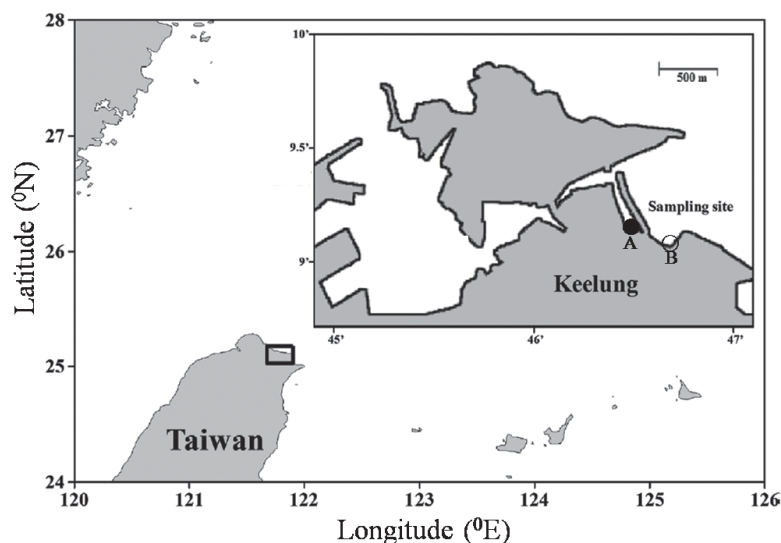 28
27
26
25
24
Latitude (⁰N)
120
121
122
123
124
125
126
Longitude (⁰E)
Taiwan
10'
9.5'
9'
45'
46'
47'
500 m
Sampling site
A
B
Keelung